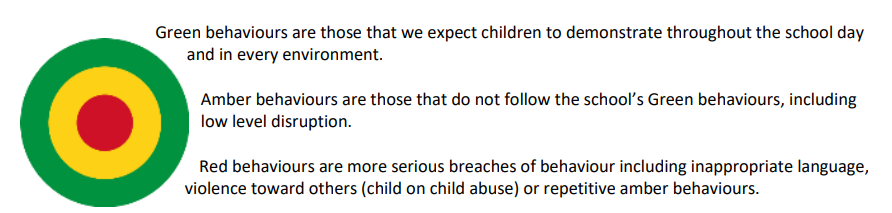 Green behaviours are those that we expect children to demonstrate throughout the school day
and in every environment.
Amber behaviours are those that do not follow the school’s Green behaviours, including
low level disruption.
Red behaviours are more serious breaches of behaviour including inappropriate language,
violence toward others (child on child abuse) or repetitive amber behaviours.